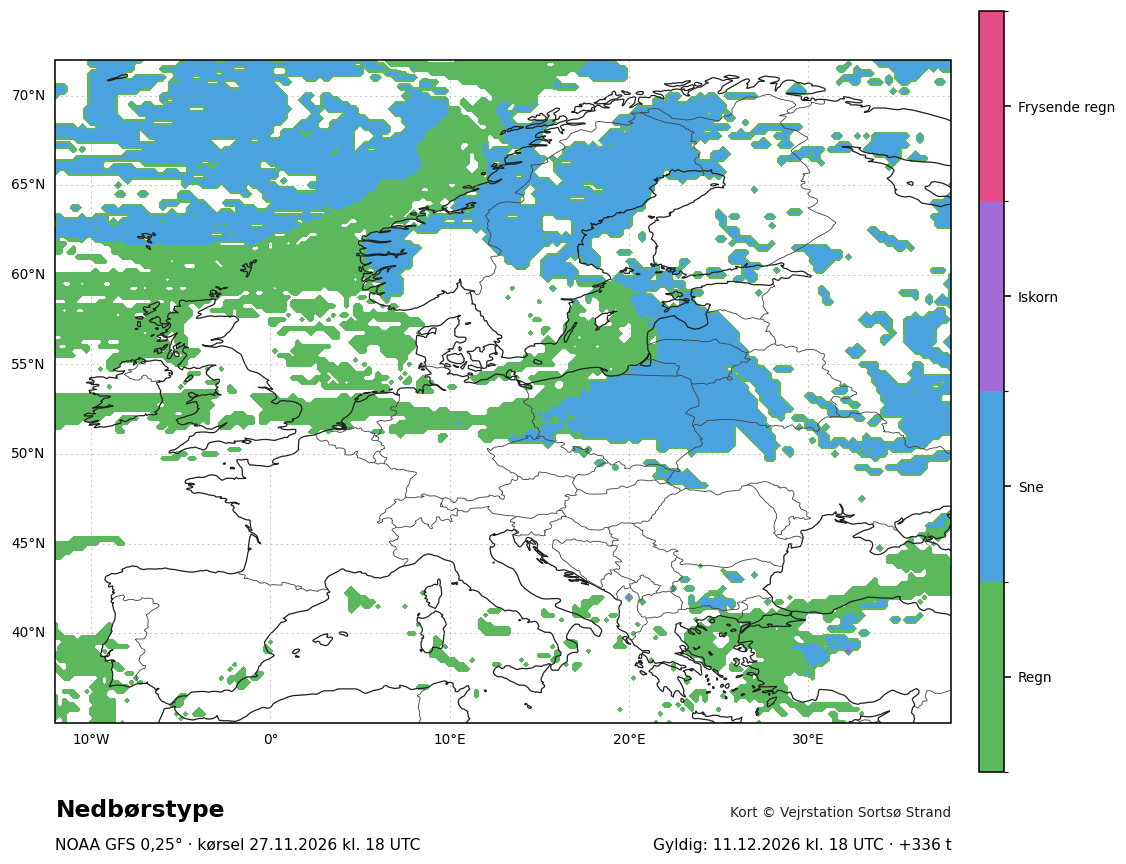 Frysende regn
Iskorn
Sne
Regn
70°N
65°N
60°N
55°N
50°N
45°N
40°N
10°W
0°
10°E
20°E
30°E
Nedbørstype
Kort © Vejrstation Sortsø Strand
NOAA GFS 0,25° · kørsel 27.11.2026 kl. 18 UTC
Gyldig: 11.12.2026 kl. 18 UTC · +336 t